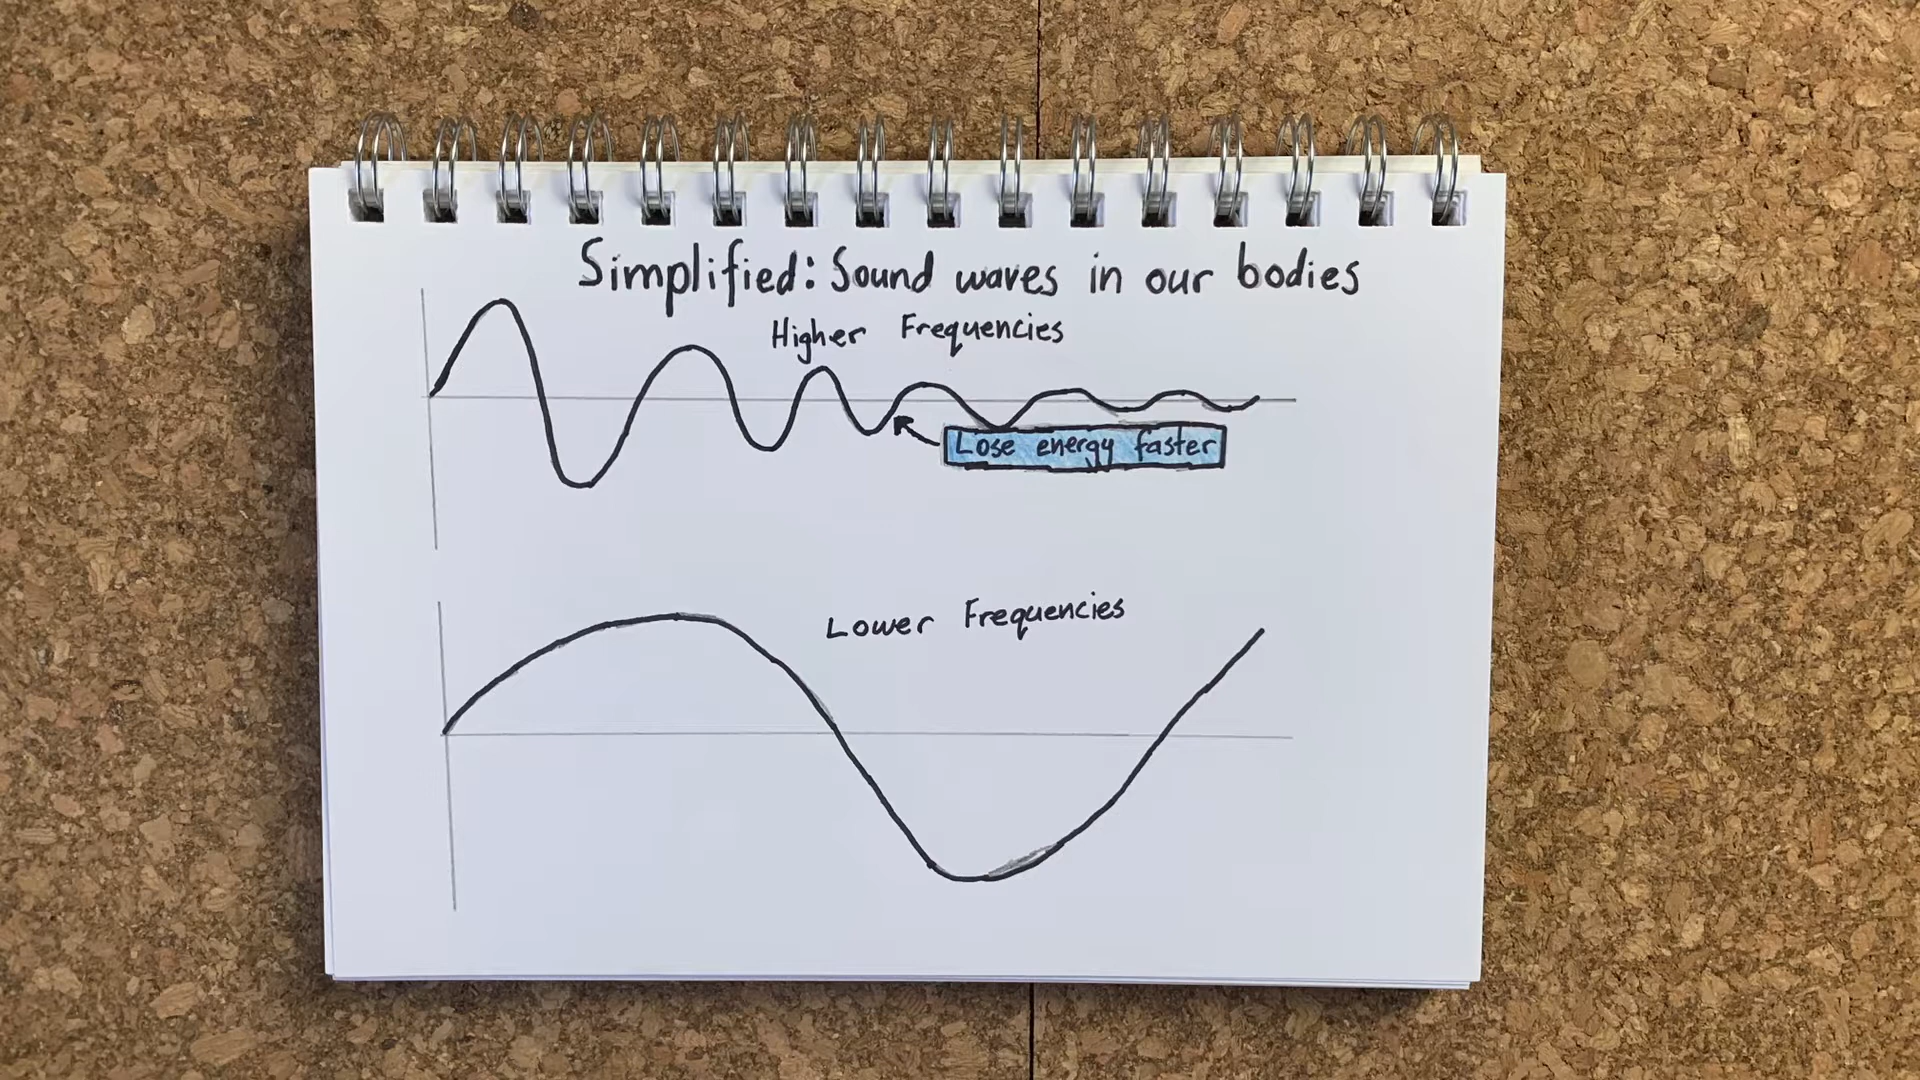 Simplified: Sound waves in our bodies
Higher Frequencies
Lose energy faster
Lower Frequencies